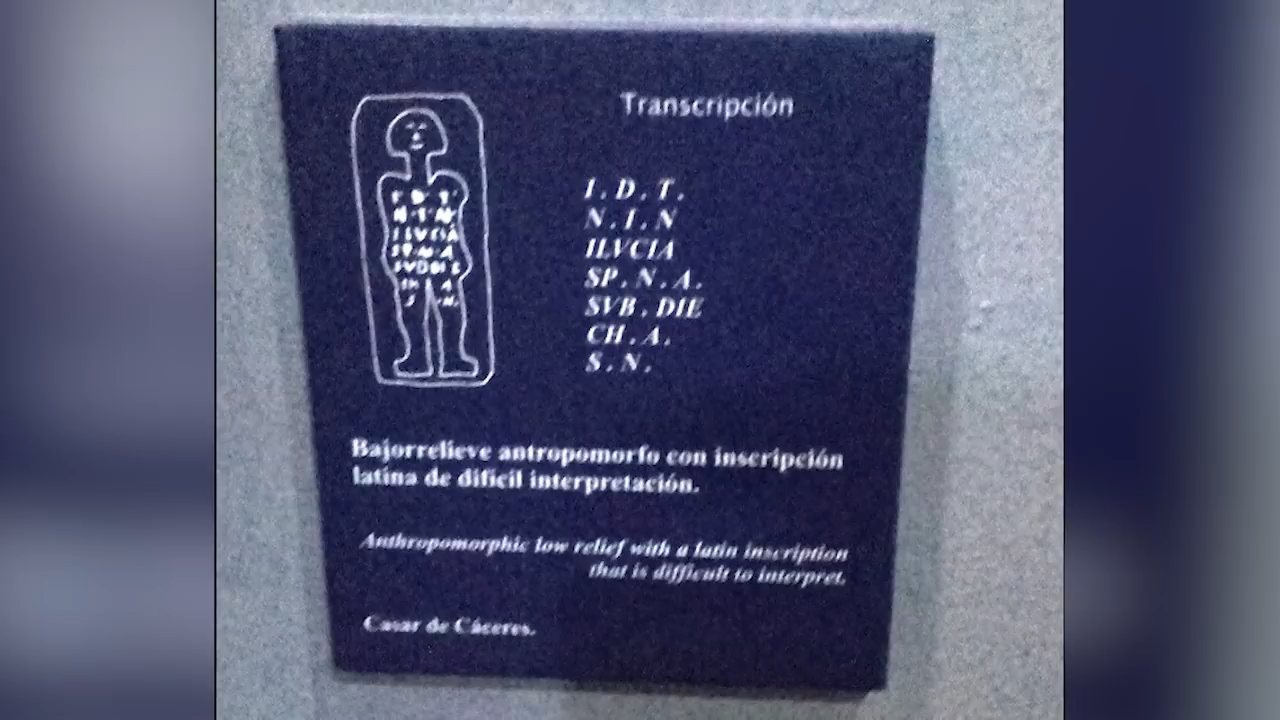 Transcripción
I . D . T .
N . I . N
ILVCIA
SP . N . A .
SVB . DIE
CH . A .
S . N .
Bajorrelieve antropomorfo con inscripción
latina de difícil interpretación.
Anthropomorphic low relief with a latin inscription
that is difficult to interpret.
Casar de Cáceres.